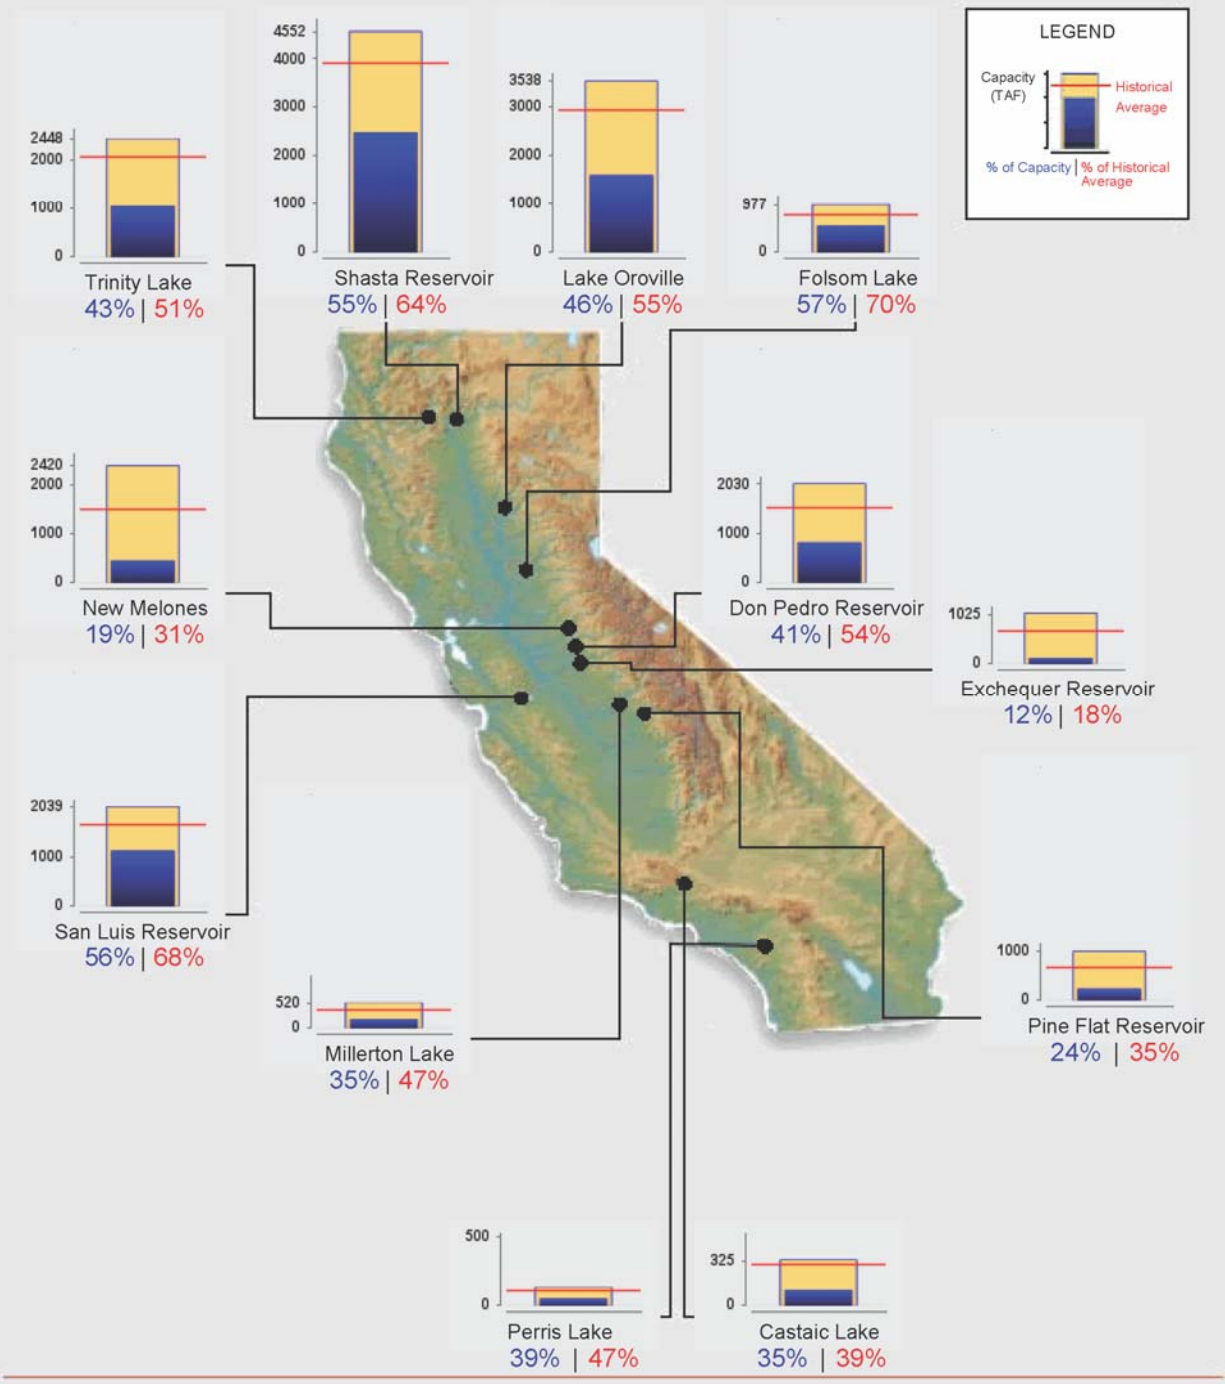 4552
4000
3000
2000
1000
0
Shasta Reservoir
55% | 64%
3538
3000
2000
1000
0
Lake Oroville
46% | 55%
977
0
Folsom Lake
57% | 70%
LEGEND
Capacity
(TAF)
Historical
Average
% of Capacity | % of Historical
Average
2448
2000
1000
0
Trinity Lake
43% | 51%
2420
2000
1000
0
New Melones
19% | 31%
2030
1000
0
Don Pedro Reservoir
41% | 54%
1025
0
Exchequer Reservoir
12% | 18%
2039
1000
0
San Luis Reservoir
56% | 68%
520
0
Millerton Lake
35% | 47%
1000
0
Pine Flat Reservoir
24% | 35%
500
0
Perris Lake
39% | 47%
325
0
Castaic Lake
35% | 39%